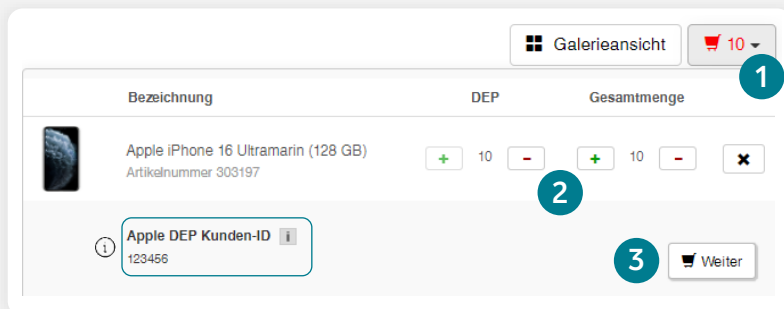 Galerieansicht 10
1
Bezeichnung DEP Gesamtmenge
Apple iPhone 16 Ultramarin (128 GB) + 10 - + 10 - ×
Artikelnummer 303197
2
Apple DEP Kunden-ID i
i
123456
3 Weiter